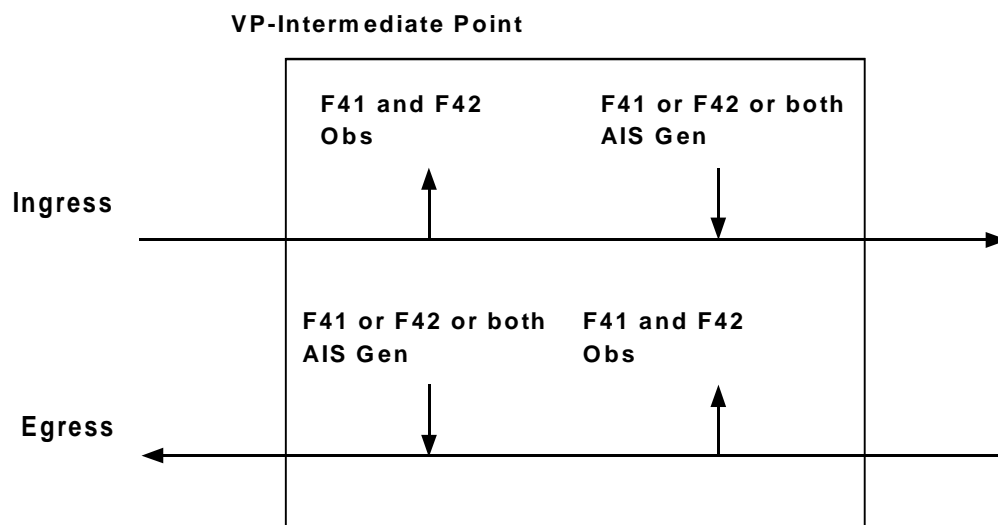 VP-Intermediate Point
F41 and F42
Obs
F41 or F42 or both
AIS Gen
Ingress
F41 or F42 or both
AIS Gen
F41 and F42
Obs
Egress